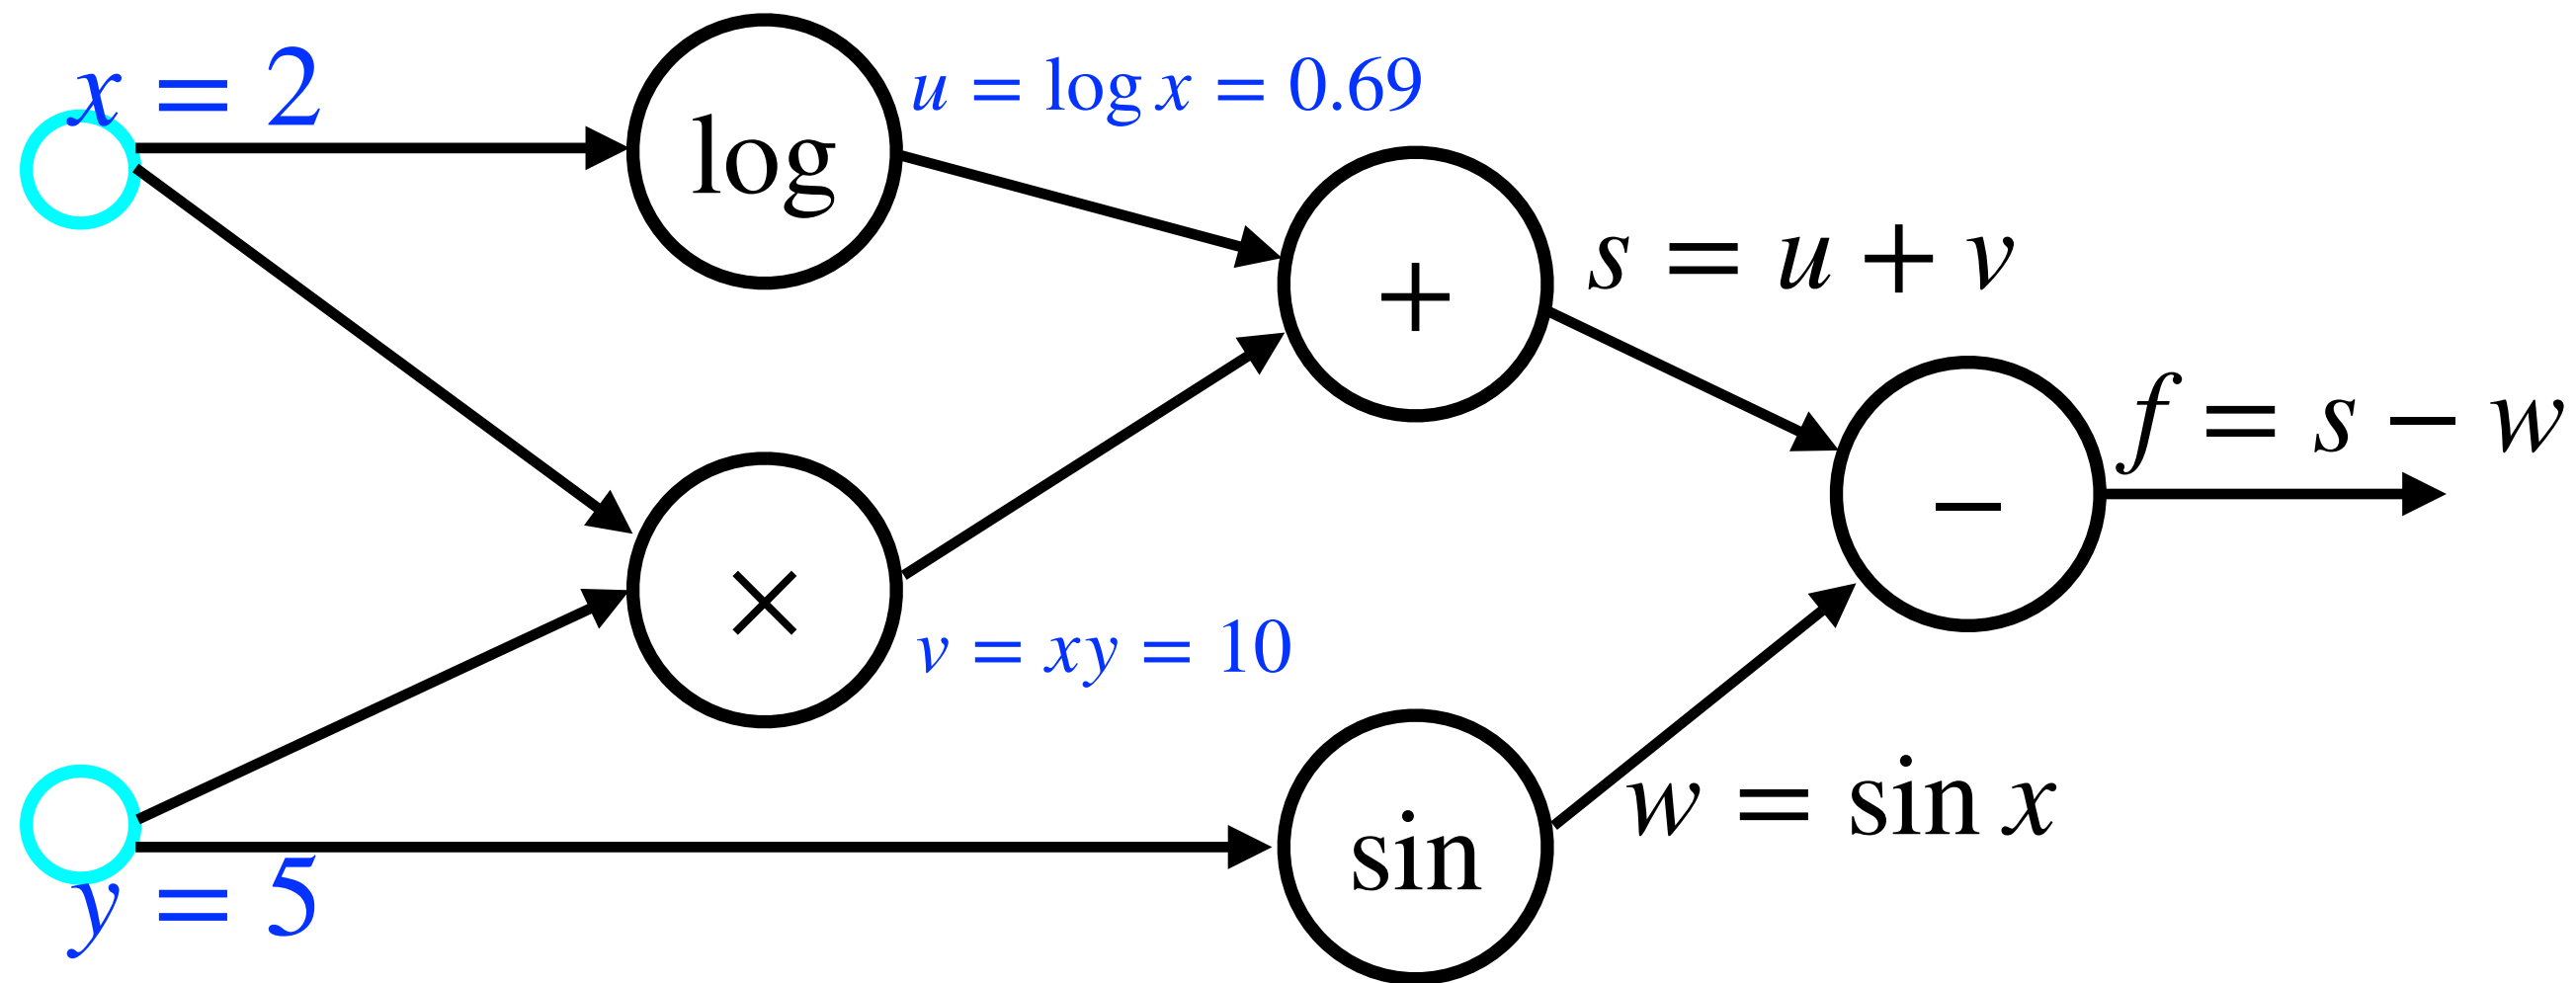 x = 2
log
u = log x = 0.69
+
s = u + v
−
f = s − w
×
v = xy = 10
y = 5
sin
w = sin x